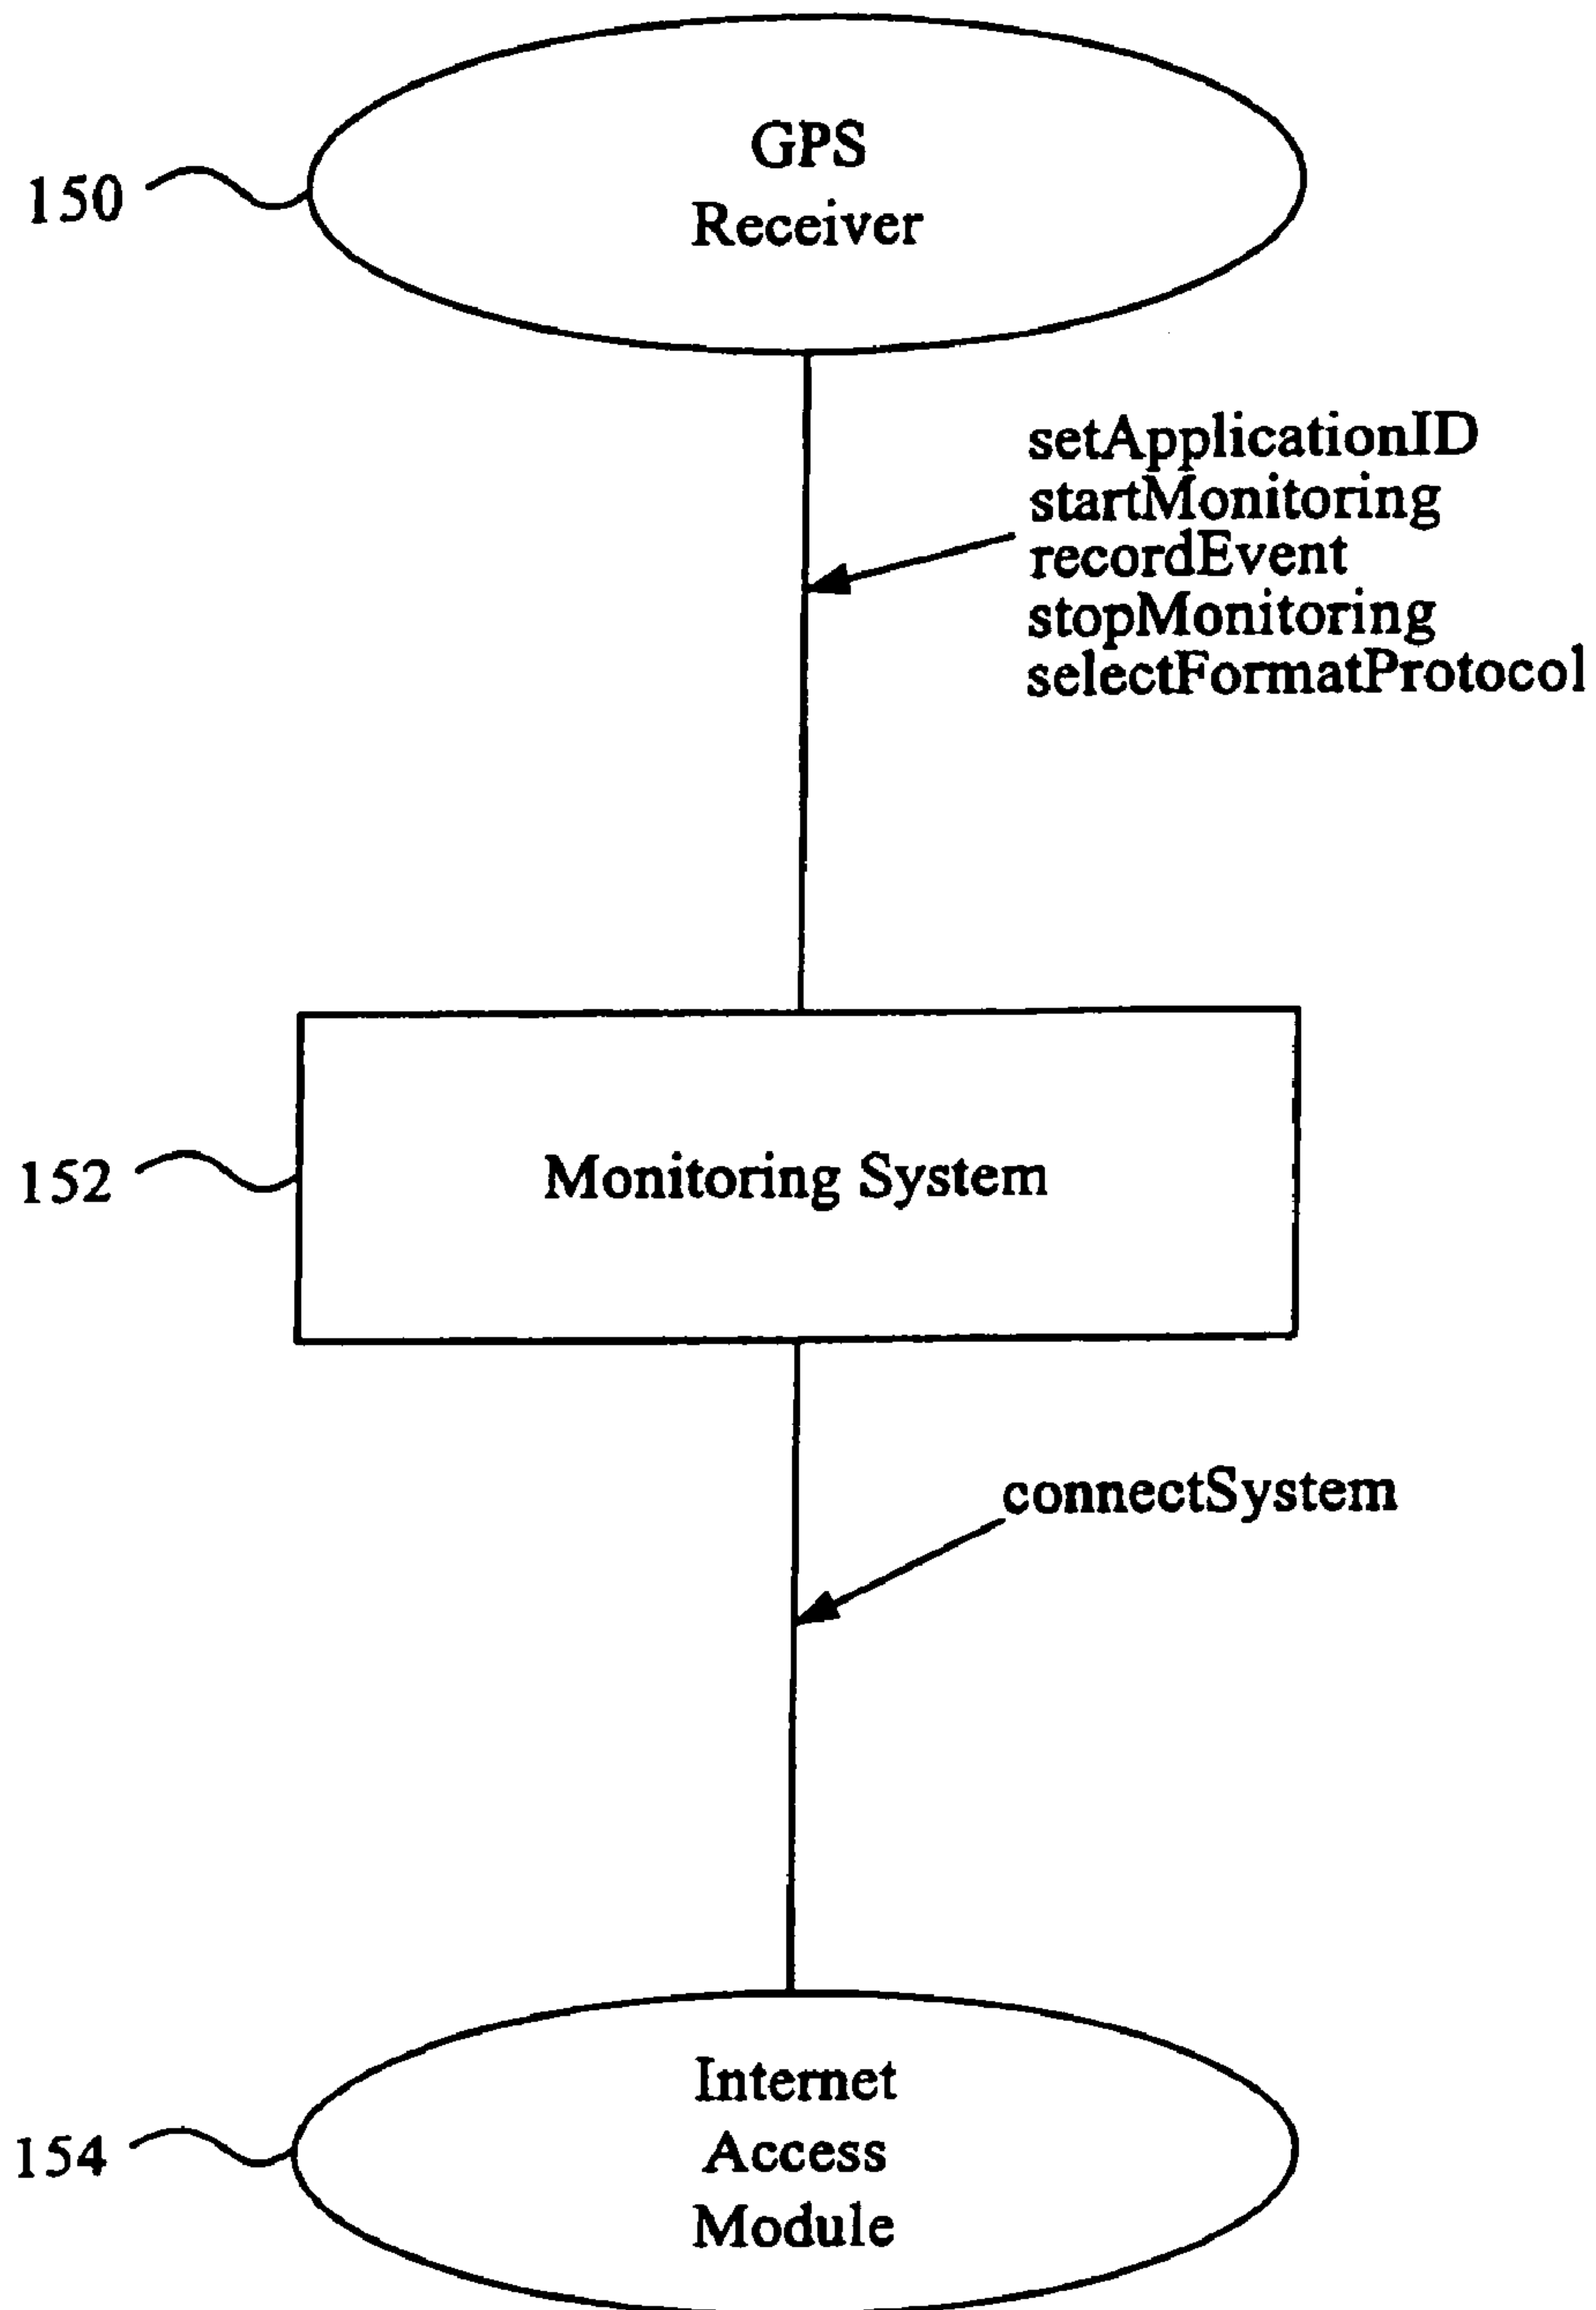 GPS
Receiver
150
setApplicationID
startMonitoring
recordEvent
stopMonitoring
selectFormatProtocol
152
Monitoring System
connectSystem
Internet
Access
Module
154